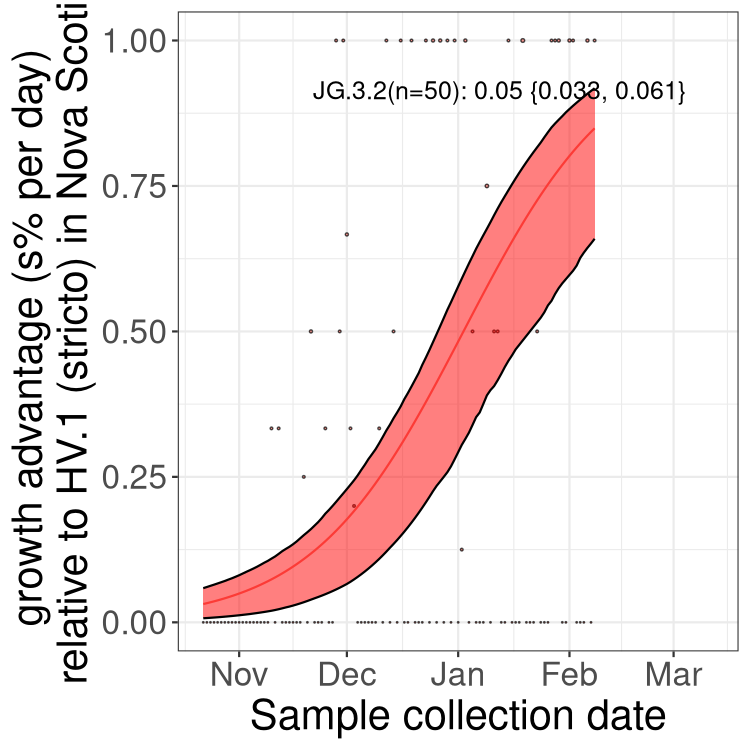 growth advantage (s% per day)
relative to HV.1 (stricto) in Nova Scoti
1.00
0.75
0.50
0.25
0.00
JG.3.2(n=50): 0.05 {0.033, 0.061}
Nov Dec Jan Feb Mar
Sample collection date